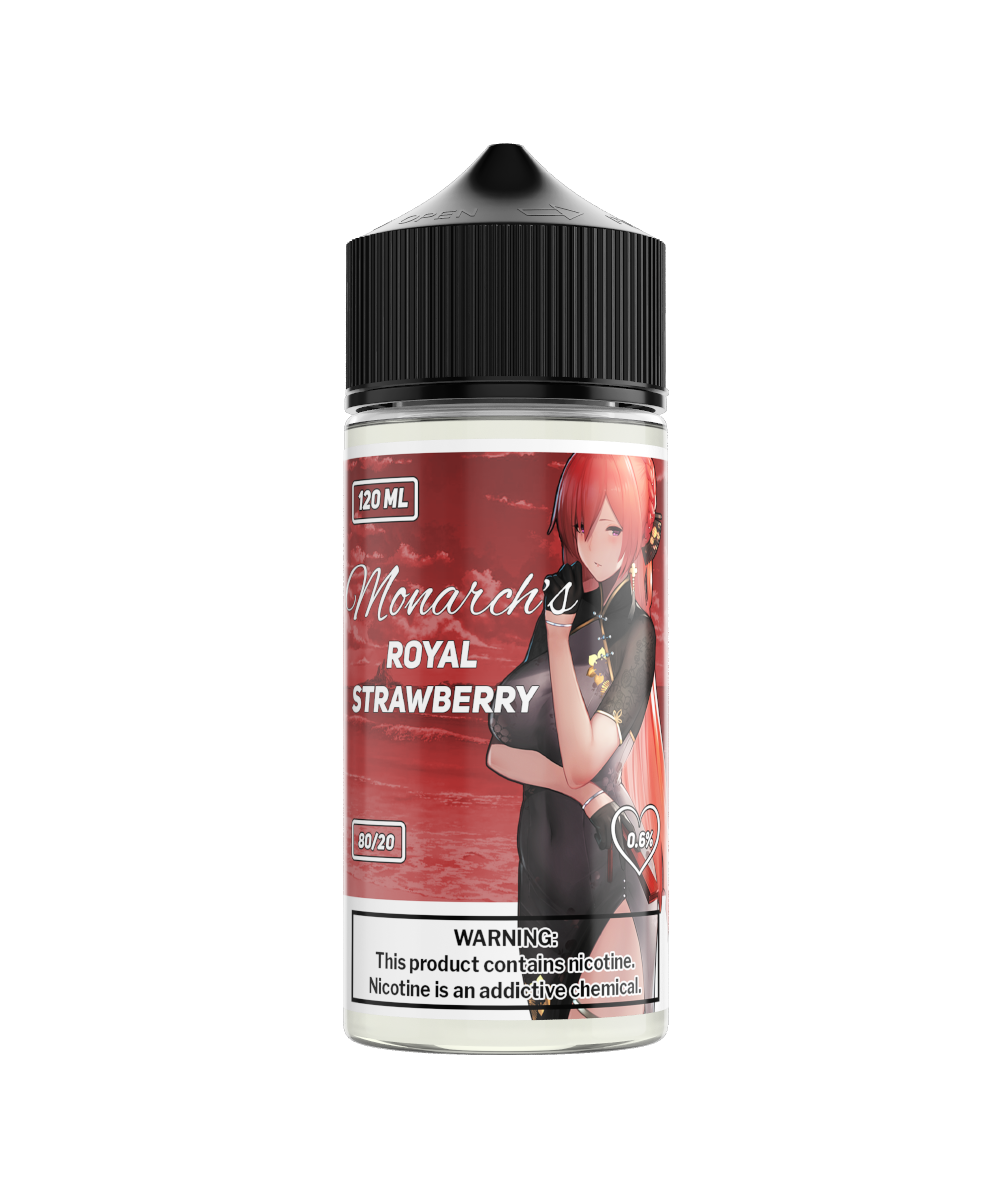 OPEN
120 ML
Monarch's
ROYAL
STRAWBERRY
80/20
0.6%
WARNING:
This product contains nicotine.
Nicotine is an addictive chemical.